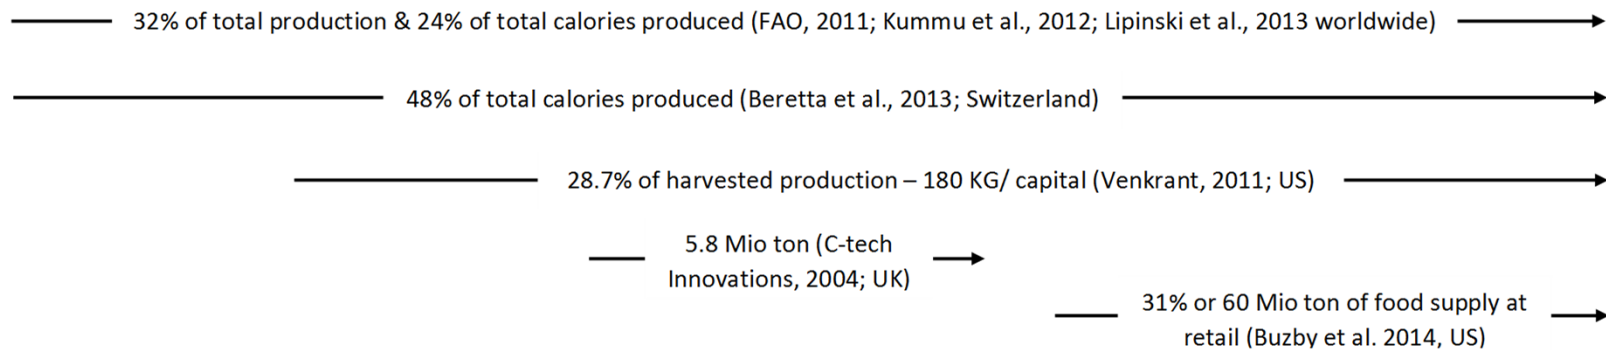 32% of total production & 24% of total calories produced (FAO, 2011; Kummu et al., 2012; Lipinski et al., 2013 worldwide)
48% of total calories produced (Beretta et al., 2013; Switzerland)
28.7% of harvested production – 180 KG/ capital (Venkrant, 2011; US)
5.8 Mio ton (C-tech
Innovations, 2004; UK)
31% or 60 Mio ton of food supply at
retail (Buzby et al. 2014, US)